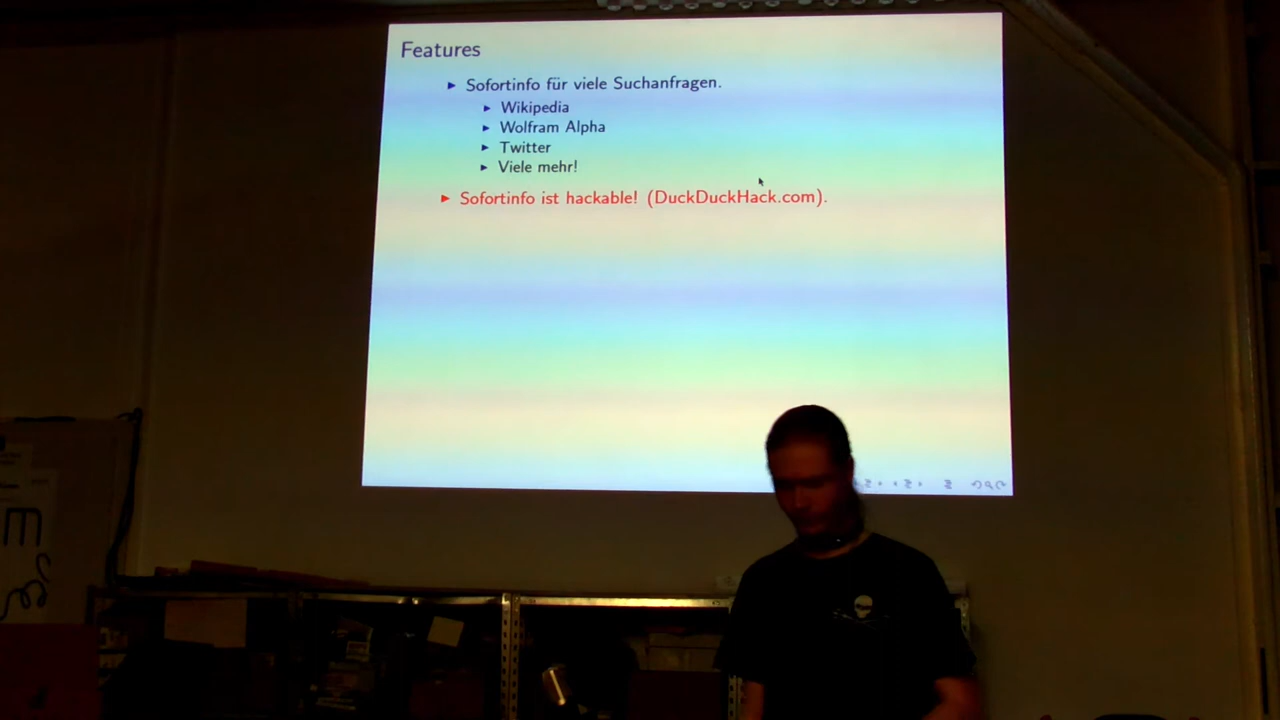 Features
▶ Sofortinfo für viele Suchanfragen.
▶ Wikipedia
▶ Wolfram Alpha
▶ Twitter
▶ Viele mehr!
▶ Sofortinfo ist hackable! (DuckDuckHack.com).